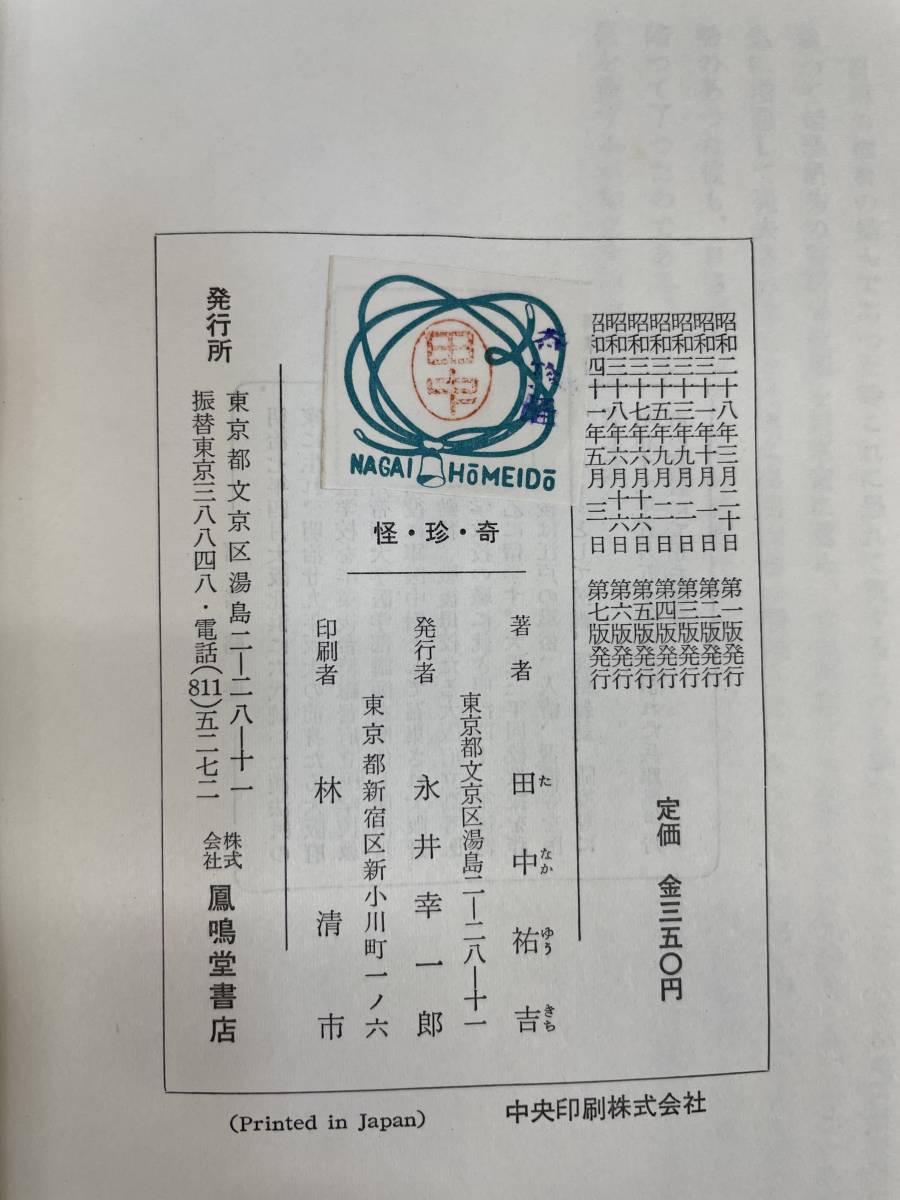 昭和二十八年三月二十日 第一版発行
昭和三十一年十月一日 第二版発行
昭和三十三年九月一日 第三版発行
昭和三十五年九月二日 第四版発行
昭和三十七年六月十六日 第五版発行
昭和三十八年六月十六日 第六版発行
昭和四十一年五月三日 第七版発行
定価 金三五〇円
田中
NAGAI HōMEIDō
怪・珍・奇
著者 田中祐吉
た なか ゆう きち
東京都文京区湯島二ー二八ー十一
発行者 永井幸一郎
東京都新宿区新小川町一ノ六
印刷者 林清市
発行所 東京都文京区湯島二ー二八ー十一
振替東京三八八四八・電話(811)五二七二
株式会社 鳳鳴堂書店
(Printed in Japan)
中央印刷株式会社